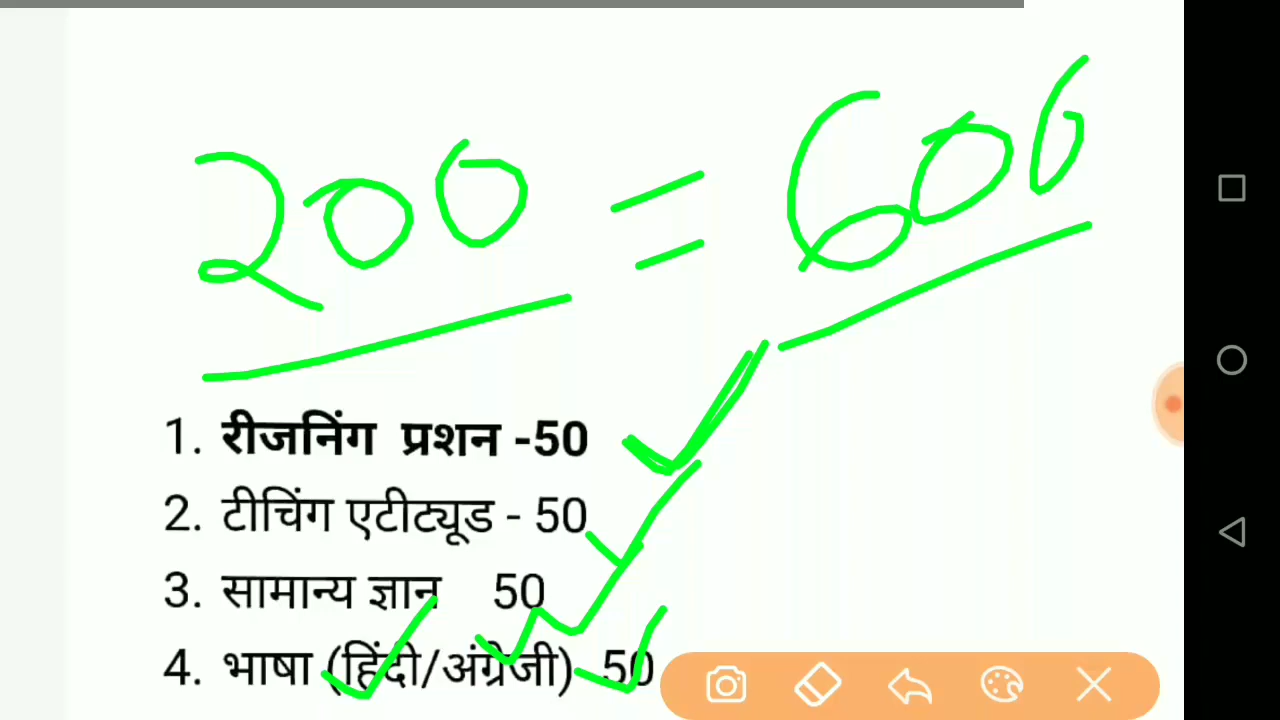 200 = 600
1. रीजनिंग प्रशन -50
2. टीचिंग एटीट्यूड - 50
3. सामान्य ज्ञान 50
4. भाषा (हिंदी/अंग्रेजी) 50